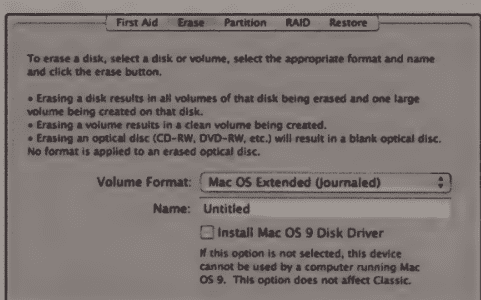 First Aid Erase Partition RAID Restore
To erase a disk, select a disk or volume, select the appropriate format and name
and click the erase button.
• Erasing a disk results in all volumes of that disk being erased and one large
volume being created on that disk.
• Erasing a volume results in a clean volume being created.
• Erasing an optical disc (CD-RW, DVD-RW, etc.) will result in a blank optical disc.
No format is applied to an erased optical disc.
Volume Format: Mac OS Extended (Journaled)
Name: Untitled
Install Mac OS 9 Disk Driver
If this option is not selected, this device
cannot be used by a computer running Mac
OS 9. This option does not affect Classic.